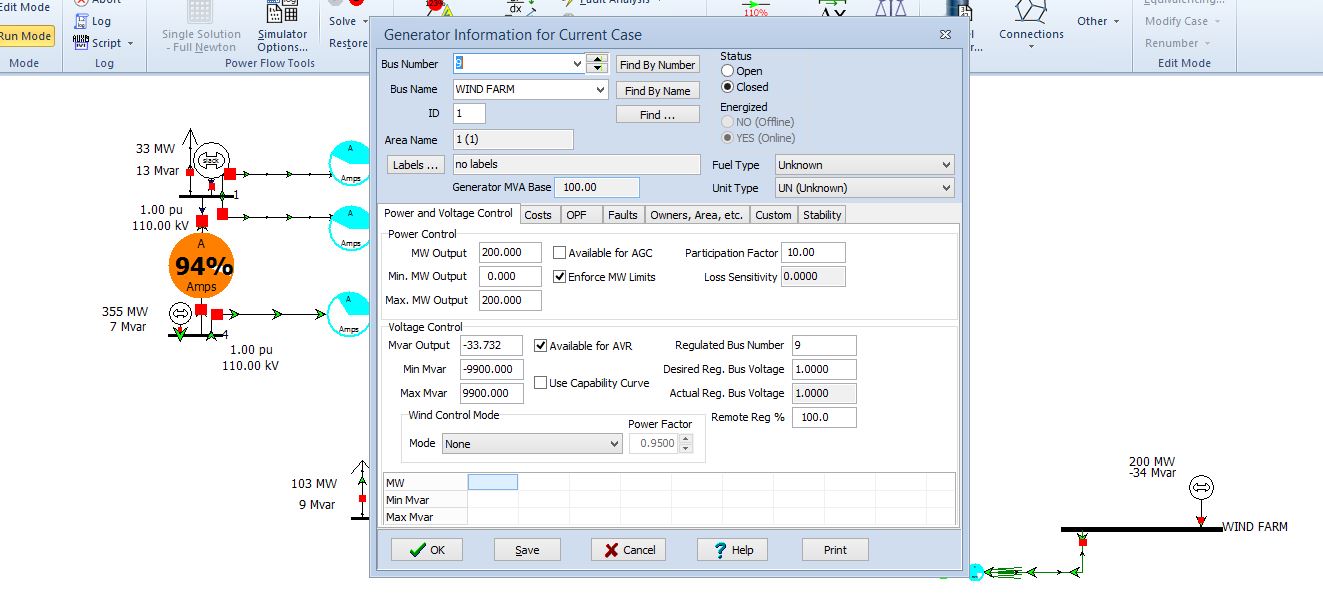 Edit Mode
Abort
Solve
Fault Analysis
110%
Equivalencing...
Run Mode
Log
Script
Single Solution
- Full Newton
Simulator
Options...
Restore
Connections
Other
Modify Case
Renumber
Mode
Log
Power Flow Tools
Edit Mode
Generator Information for Current Case
Bus Number 9 Find By Number
Bus Name WIND FARM Find By Name
ID 1 Find ...
Area Name 1 (1)
Labels ... no labels
Generator MVA Base 100.00
Status
Open
Closed
Energized
NO (Offline)
YES (Online)
Fuel Type Unknown
Unit Type UN (Unknown)
Power and Voltage Control Costs OPF Faults Owners, Area, etc. Custom Stability
Power Control
MW Output 200.000 Available for AGC Participation Factor 10.00
Min. MW Output 0.000 Enforce MW Limits Loss Sensitivity 0.0000
Max. MW Output 200.000
Voltage Control
Mvar Output -33.732 Available for AVR Regulated Bus Number 9
Min Mvar -9900.000 Desired Reg. Bus Voltage 1.0000
Use Capability Curve
Max Mvar 9900.000 Actual Reg. Bus Voltage 1.0000
Wind Control Mode Remote Reg % 100.0
Power Factor
Mode None 0.9500
MW
Min Mvar
Max Mvar
OK Save Cancel Help Print
33 MW
13 Mvar
slack
1
1.00 pu
110.00 kV
A
94%
Amps
A
Amps
A
Amps
A
Amps
355 MW
7 Mvar
4
1.00 pu
110.00 kV
103 MW
9 Mvar
200 MW
-34 Mvar
WIND FARM